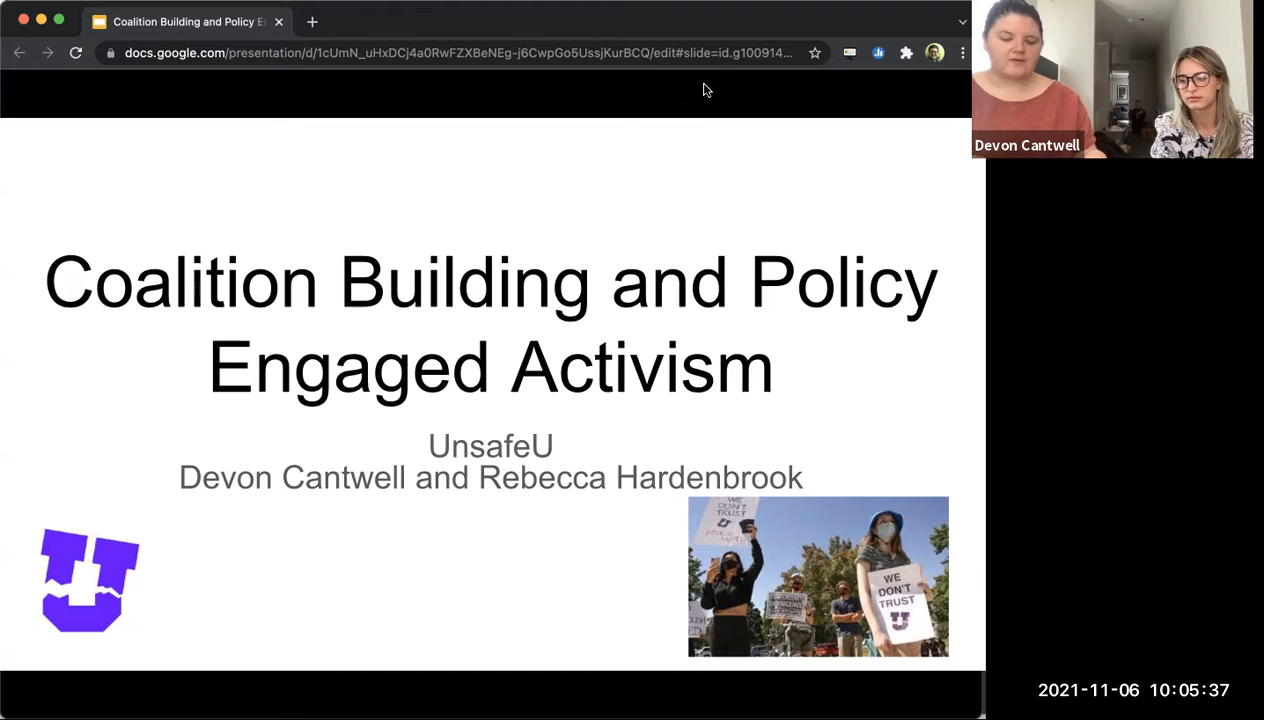 Coalition Building and Policy E
docs.google.com/presentation/d/1cUmN_uHxDCj4a0RwFZXBeNEg-j6CwpGo5UssjKurBCQ/edit#slide=id.g100914...
Devon Cantwell
Coalition Building and Policy
Engaged Activism
UnsafeU
Devon Cantwell and Rebecca Hardenbrook
U
WE
DON'T
TRUST
U
WE
DON'T
TRUST
U
2021-11-06 10:05:37